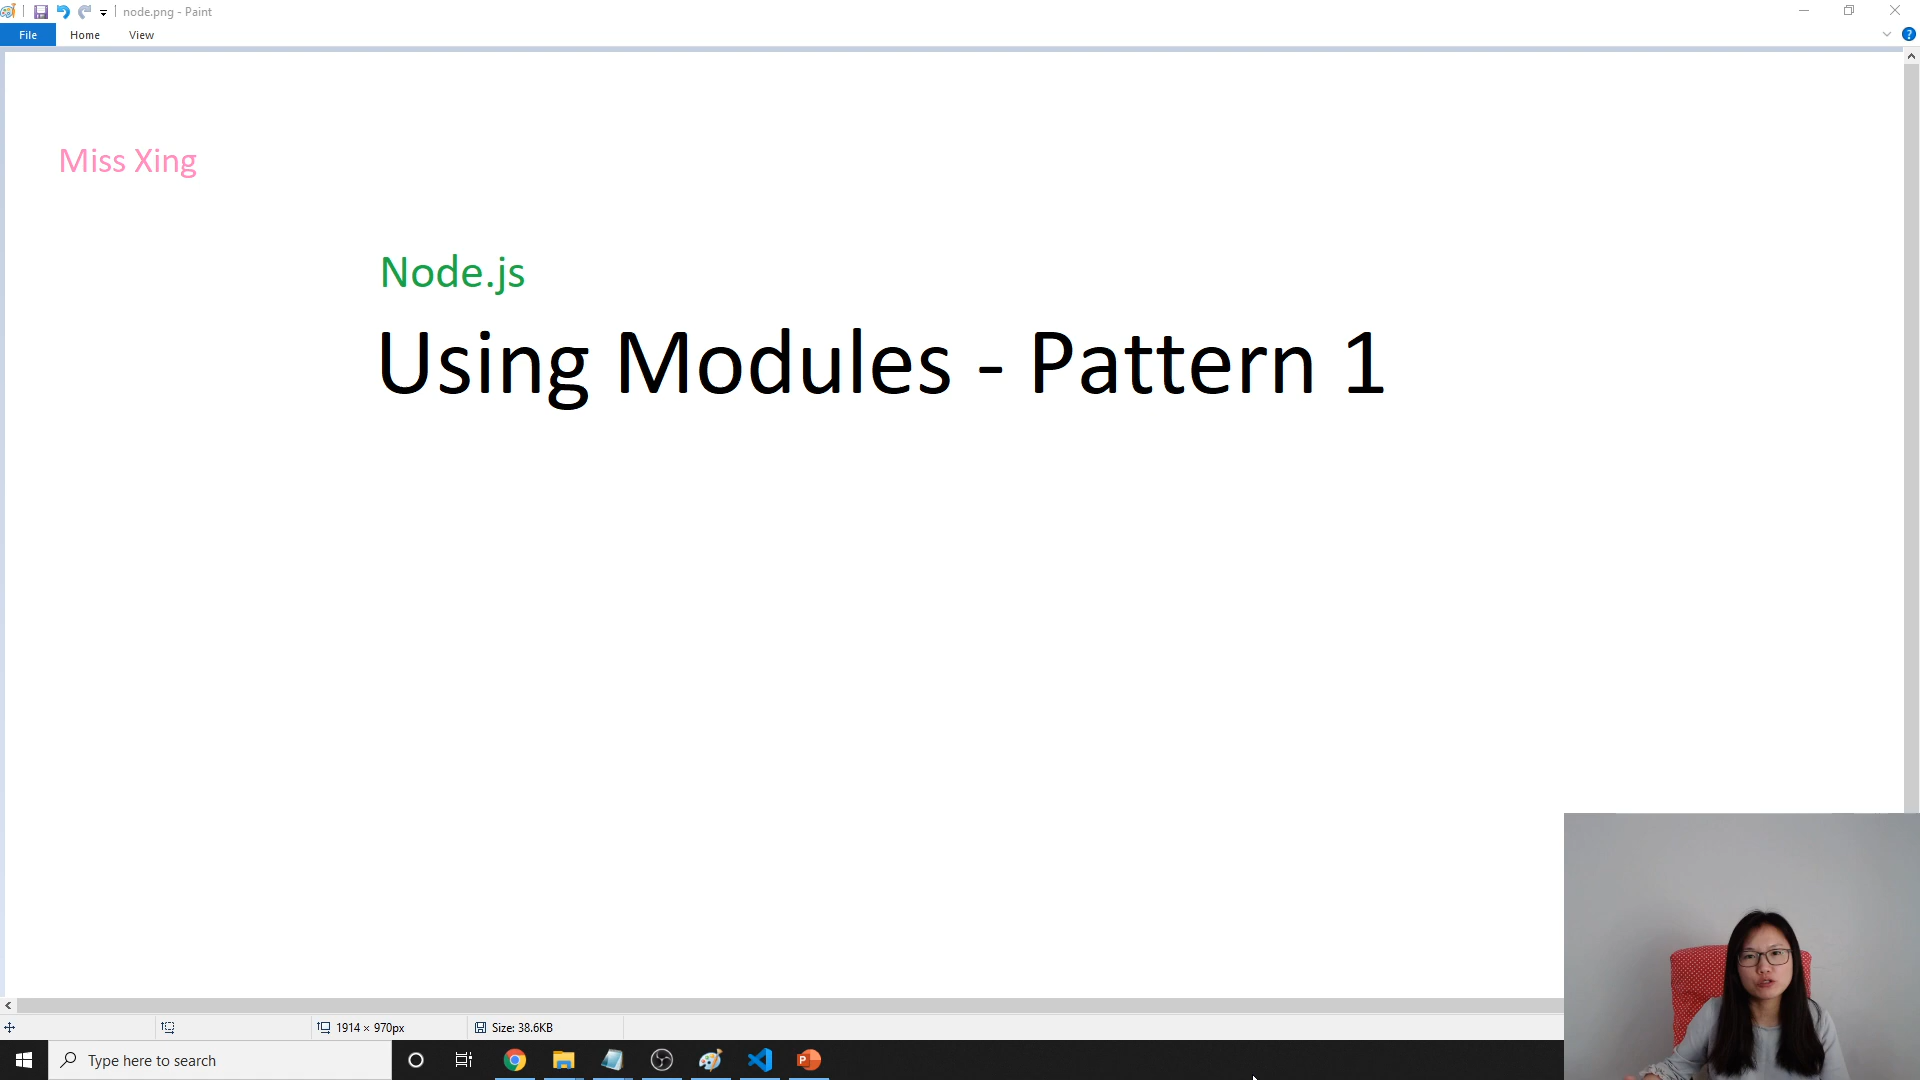 node.png - Paint
File Home View
Miss Xing
Node.js
Using Modules - Pattern 1
1914 × 970px Size: 38.6KB
Type here to search